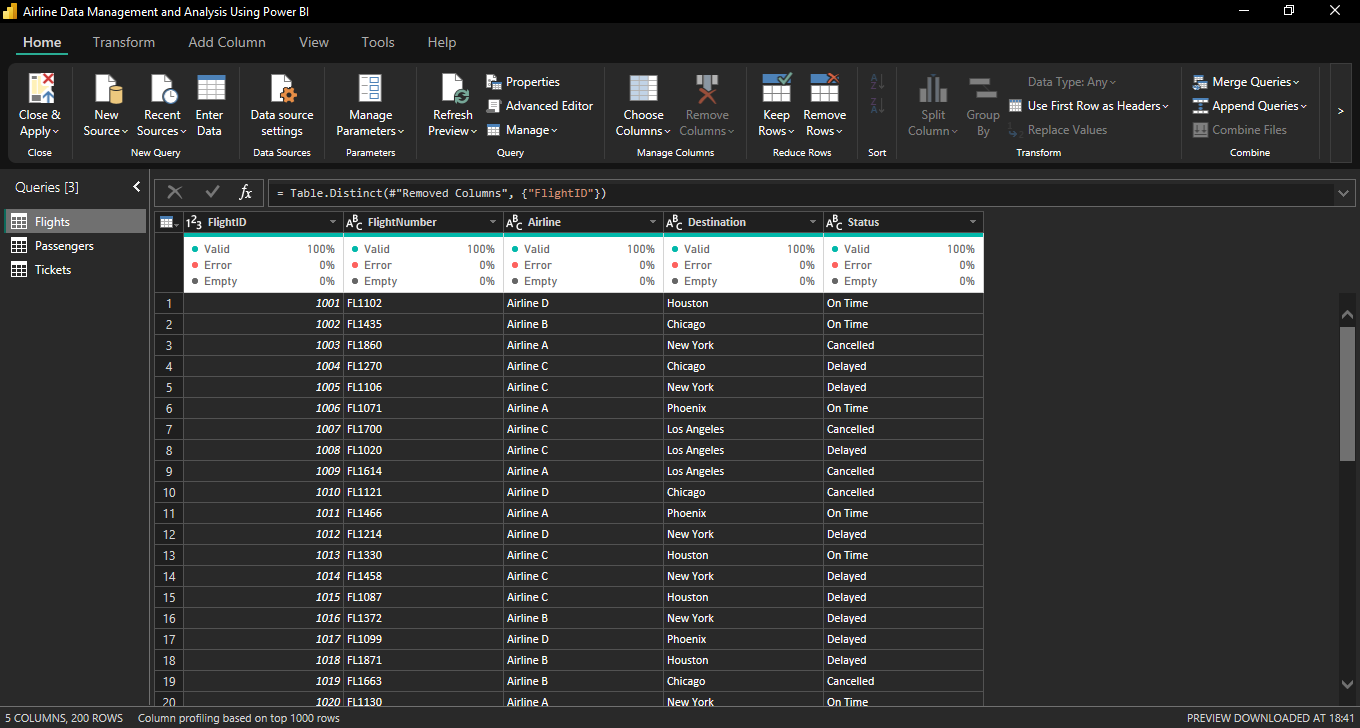 Airline Data Management and Analysis Using Power BI
Home Transform Add Column View Tools Help
Close & Apply
Close
New Source
Recent Sources
Enter Data
New Query
Data source settings
Data Sources
Manage Parameters
Parameters
Refresh Preview
Properties
Advanced Editor
Manage
Query
Choose Columns
Remove Columns
Manage Columns
Keep Rows
Remove Rows
Reduce Rows
Sort
Split Column
Group By
Data Type: Any
Use First Row as Headers
Replace Values
Transform
Merge Queries
Append Queries
Combine Files
Combine
Queries [3]
Flights
Passengers
Tickets
fx = Table.Distinct(#"Removed Columns", {"FlightID"})
123 FlightID ABC FlightNumber ABC Airline ABC Destination ABC Status
Valid 100% Valid 100% Valid 100% Valid 100% Valid 100%
Error 0% Error 0% Error 0% Error 0% Error 0%
Empty 0% Empty 0% Empty 0% Empty 0% Empty 0%
1 1001 FL1102 Airline D Houston On Time
2 1002 FL1435 Airline B Chicago On Time
3 1003 FL1860 Airline A New York Cancelled
4 1004 FL1270 Airline C Chicago Delayed
5 1005 FL1106 Airline C New York Delayed
6 1006 FL1071 Airline A Phoenix On Time
7 1007 FL1700 Airline C Los Angeles Cancelled
8 1008 FL1020 Airline C Los Angeles Delayed
9 1009 FL1614 Airline A Los Angeles Cancelled
10 1010 FL1121 Airline D Chicago Cancelled
11 1011 FL1466 Airline A Phoenix On Time
12 1012 FL1214 Airline D New York Delayed
13 1013 FL1330 Airline C Houston On Time
14 1014 FL1458 Airline C New York Delayed
15 1015 FL1087 Airline C Houston Delayed
16 1016 FL1372 Airline B New York Delayed
17 1017 FL1099 Airline D Phoenix Delayed
18 1018 FL1871 Airline B Houston Delayed
19 1019 FL1663 Airline B Chicago Cancelled
20 1020 FL1130 Airline A New York On Time
5 COLUMNS, 200 ROWS Column profiling based on top 1000 rows PREVIEW DOWNLOADED AT 18:41